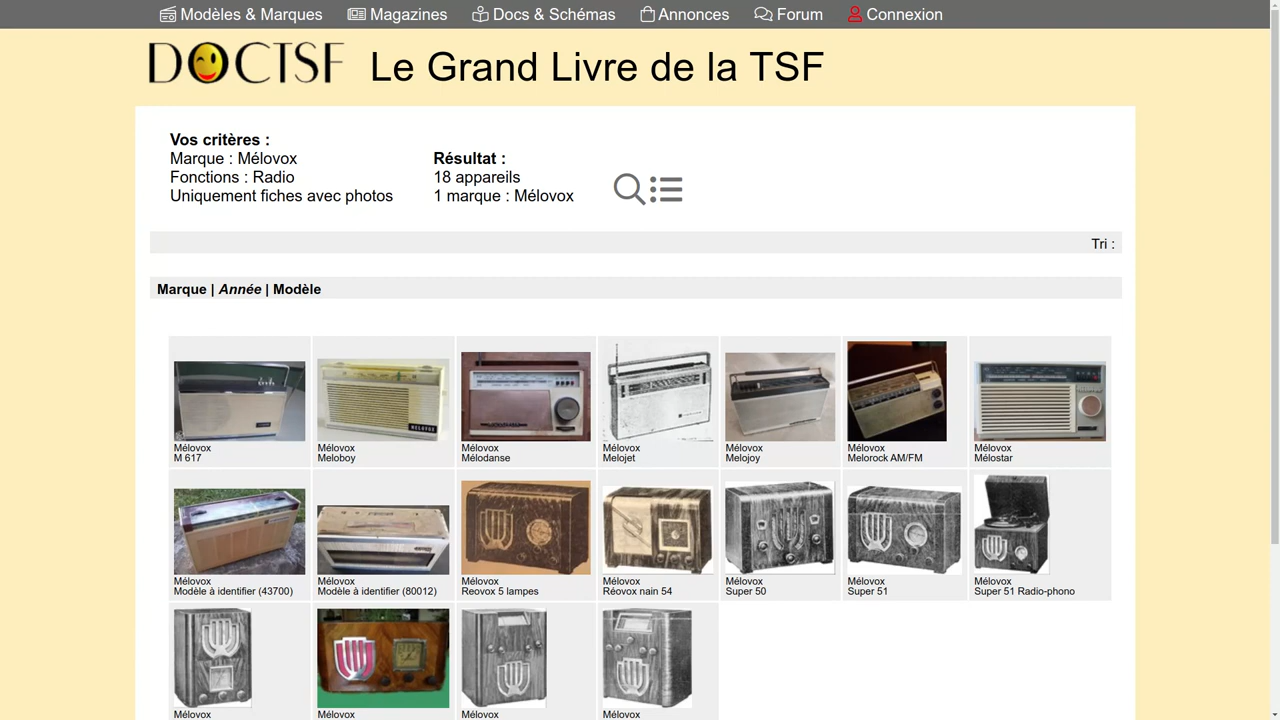 Modèles & Marques
Magazines
Docs & Schémas
Annonces
Forum
Connexion
DOCTSF
Le Grand Livre de la TSF
Vos critères :
Marque : Mélovox
Fonctions : Radio
Uniquement fiches avec photos
Résultat :
18 appareils
1 marque : Mélovox
Tri :
Marque | Année | Modèle
MELOVOX
Mélovox
M 617
Mélovox
Meloboy
Mélovox
Mélodanse
Mélovox
Melojet
Mélovox
Melojoy
Mélovox
Melorock AM/FM
Mélovox
Mélostar
Mélovox
Modèle à identifier (43700)
Mélovox
Modèle à identifier (80012)
Mélovox
Reovox 5 lampes
Mélovox
Réovox nain 54
Mélovox
Super 50
Mélovox
Super 51
Mélovox
Super 51 Radio-phono
Mélovox
Mélovox
Mélovox
Mélovox